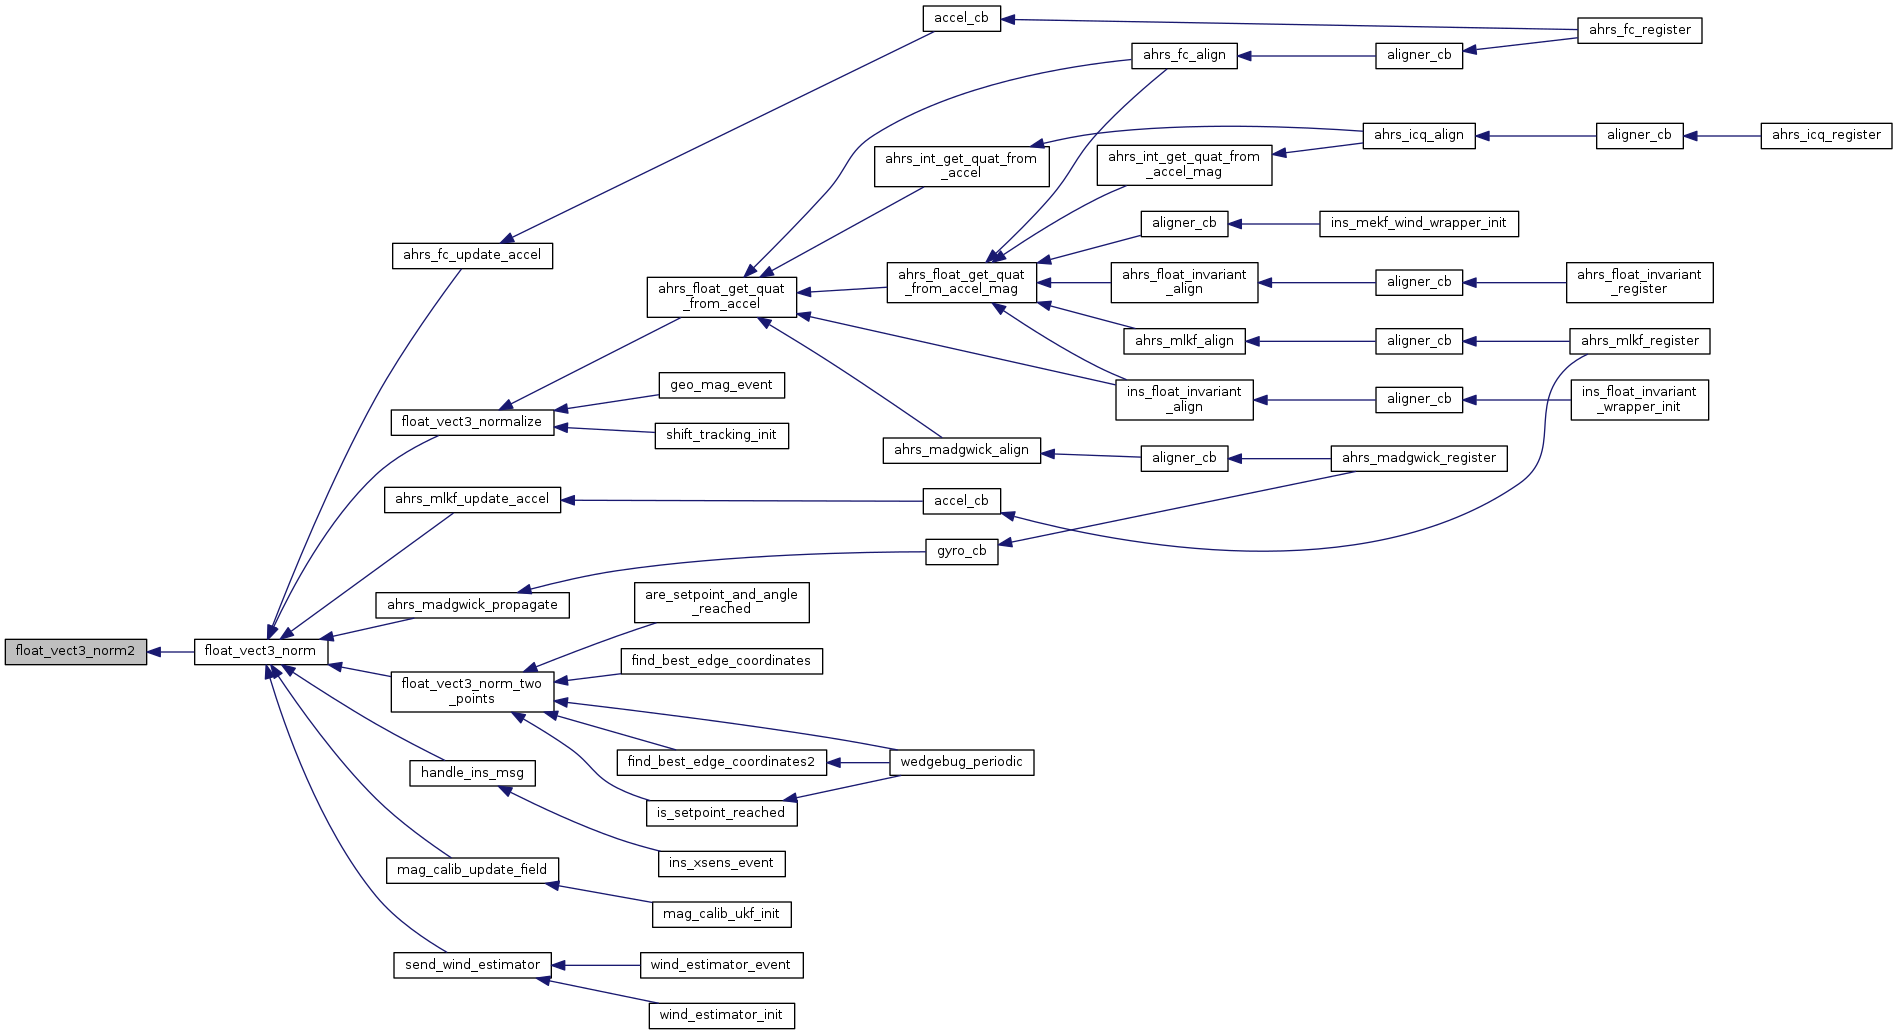 accel_cb
ahrs_fc_register
ahrs_fc_align
aligner_cb
ahrs_icq_align
aligner_cb
ahrs_icq_register
ahrs_int_get_quat_from
_accel
ahrs_int_get_quat_from
_accel_mag
aligner_cb
ins_mekf_wind_wrapper_init
ahrs_fc_update_accel
ahrs_float_get_quat
_from_accel
ahrs_float_get_quat
_from_accel_mag
ahrs_float_invariant
_align
aligner_cb
ahrs_float_invariant
_register
ahrs_mlkf_align
aligner_cb
ahrs_mlkf_register
geo_mag_event
ins_float_invariant
_align
aligner_cb
ins_float_invariant
_wrapper_init
float_vect3_normalize
shift_tracking_init
ahrs_madgwick_align
aligner_cb
ahrs_madgwick_register
ahrs_mlkf_update_accel
accel_cb
gyro_cb
ahrs_madgwick_propagate
are_setpoint_and_angle
_reached
float_vect3_norm2
float_vect3_norm
find_best_edge_coordinates
float_vect3_norm_two
_points
find_best_edge_coordinates2
wedgebug_periodic
handle_ins_msg
is_setpoint_reached
ins_xsens_event
mag_calib_update_field
mag_calib_ukf_init
send_wind_estimator
wind_estimator_event
wind_estimator_init